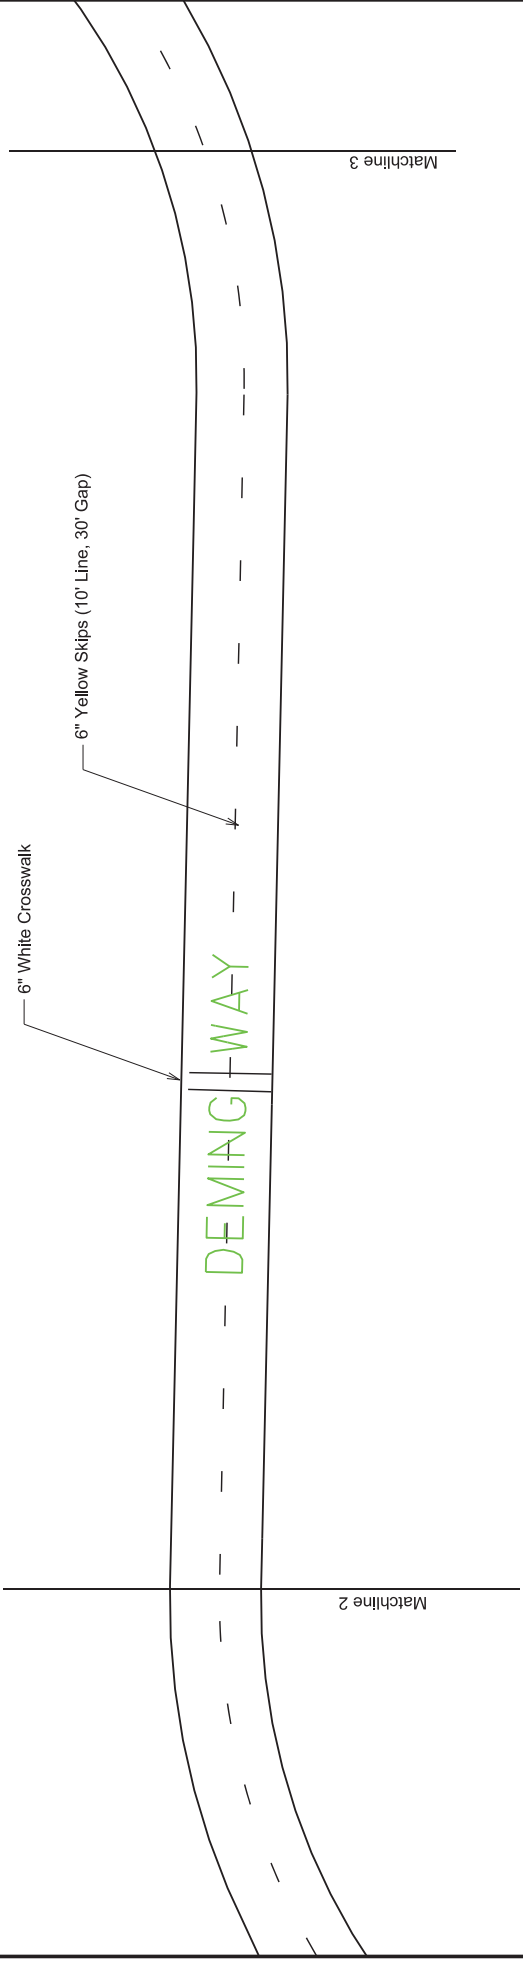 Matchline 3
6" Yellow Skips (10' Line, 30' Gap)
6" White Crosswalk
DEMING WAY
Matchline 2